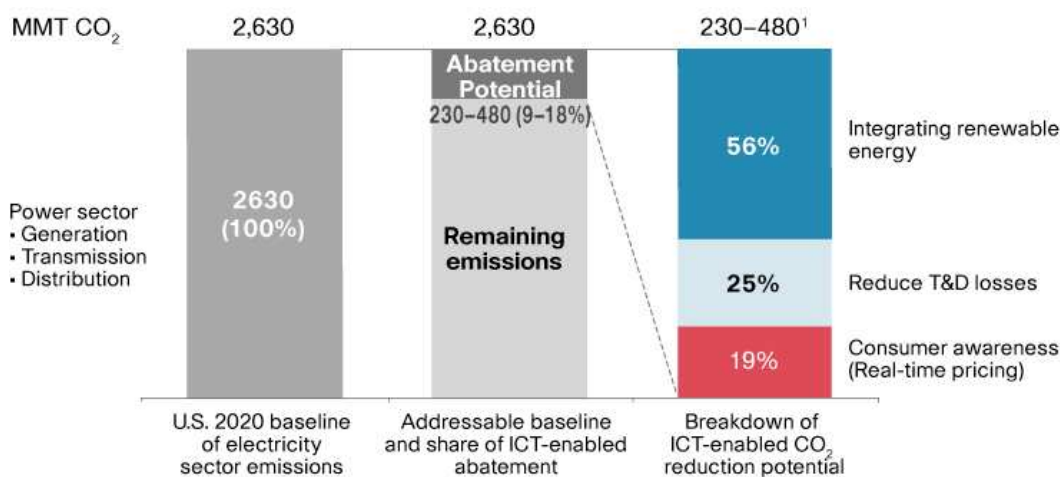 MMT CO₂ 2,630 2,630 230–480¹
Abatement
Potential
230–480 (9–18%)
2630
(100%)
Remaining
emissions
Power sector
▪ Generation
▪ Transmission
▪ Distribution
56%
Integrating renewable
energy
25%
Reduce T&D losses
19%
Consumer awareness
(Real-time pricing)
U.S. 2020 baseline
of electricity
sector emissions
Addressable baseline
and share of ICT-enabled
abatement
Breakdown of
ICT-enabled CO₂
reduction potential